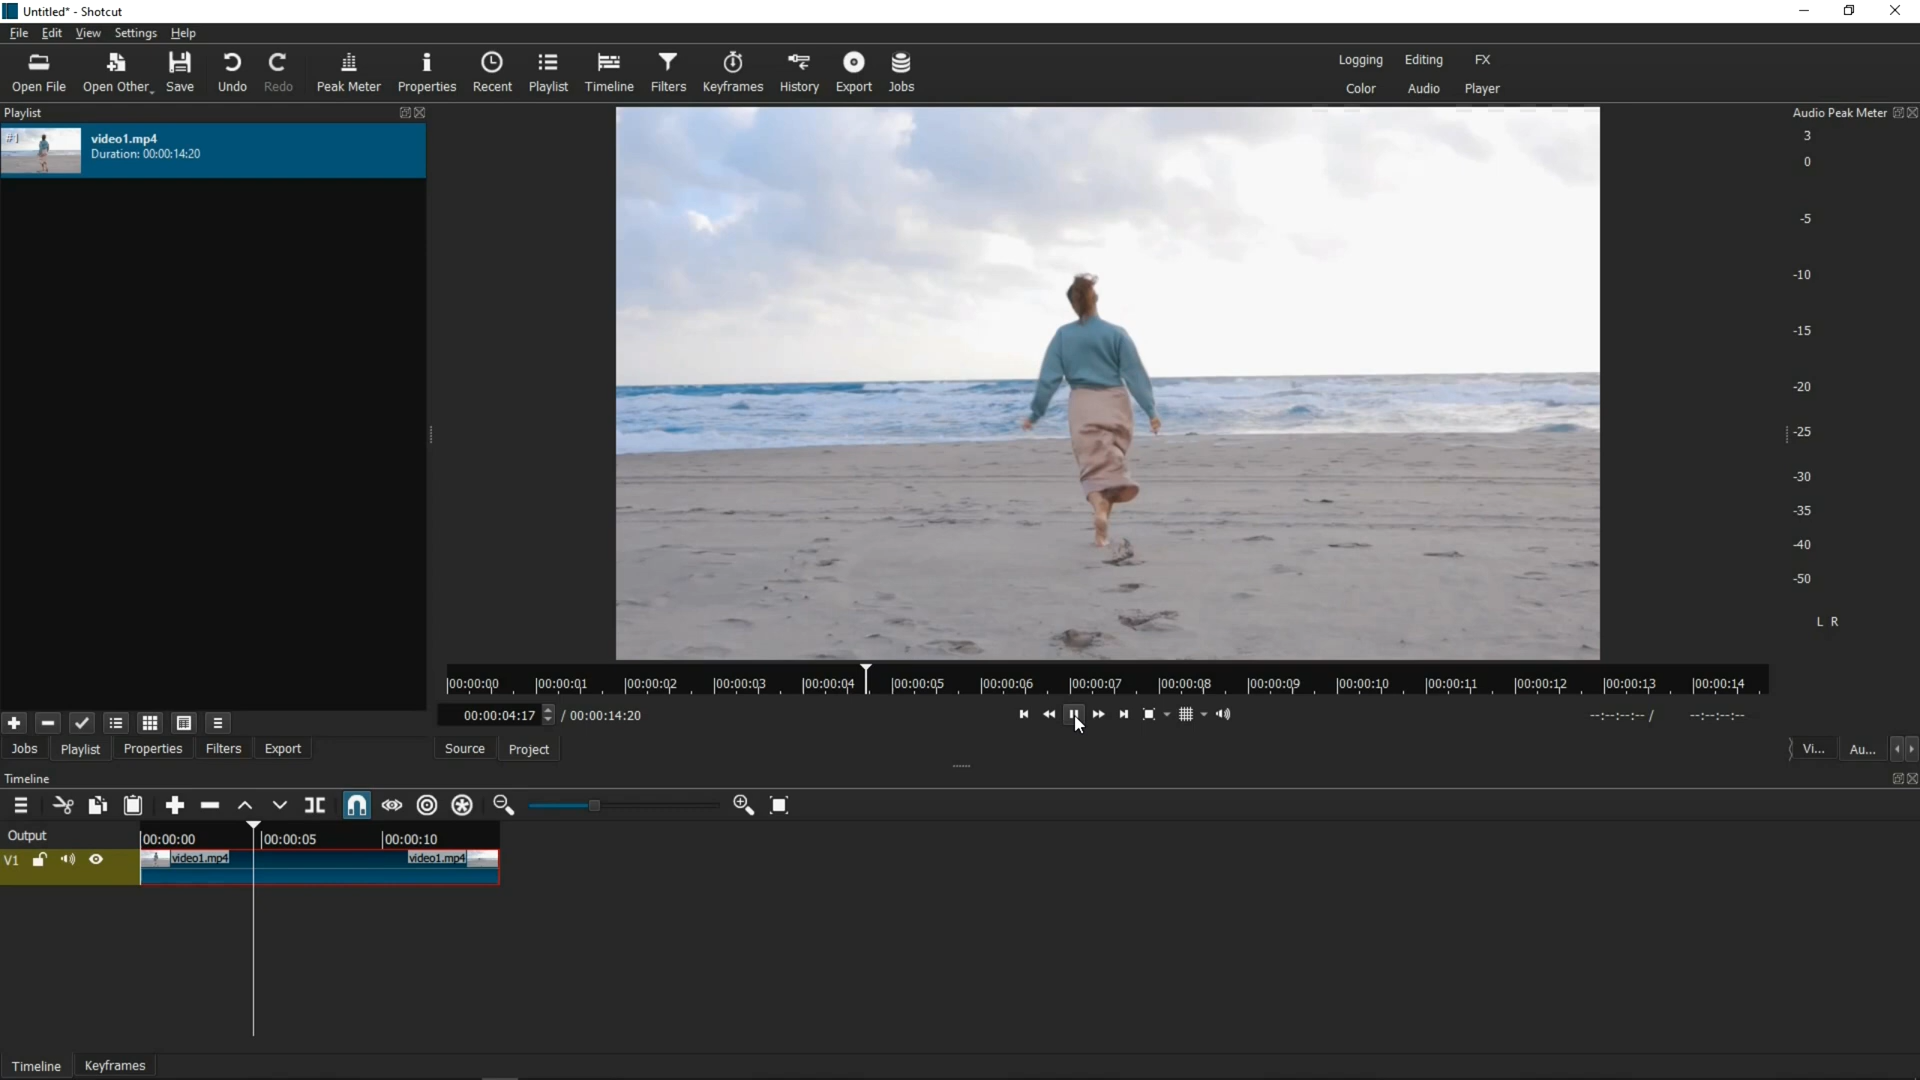 Untitled* - Shotcut
File Edit View Settings Help
Open File Open Other Save Undo Redo Peak Meter Properties Recent Playlist Timeline Filters Keyframes History Export Jobs
Logging Editing FX
Color Audio Player
Playlist
Audio Peak Meter
#1
video1.mp4
Duration: 00:00:14:20
3
0
-5
-10
-15
-20
-25
-30
-35
-40
-50
L R
00:00:00 00:00:01 00:00:02 00:00:03 00:00:04 00:00:05 00:00:06 00:00:07 00:00:08 00:00:09 00:00:10 00:00:11 00:00:12 00:00:13 00:00:14
00:00:04:17 / 00:00:14:20
--:--:--:-- / --:--:--:--
Jobs Playlist Properties Filters Export
Source Project
Vi... Au...
Timeline
Output
00:00:00 00:00:05 00:00:10
V1
video1.mp4 video1.mp4
Timeline Keyframes